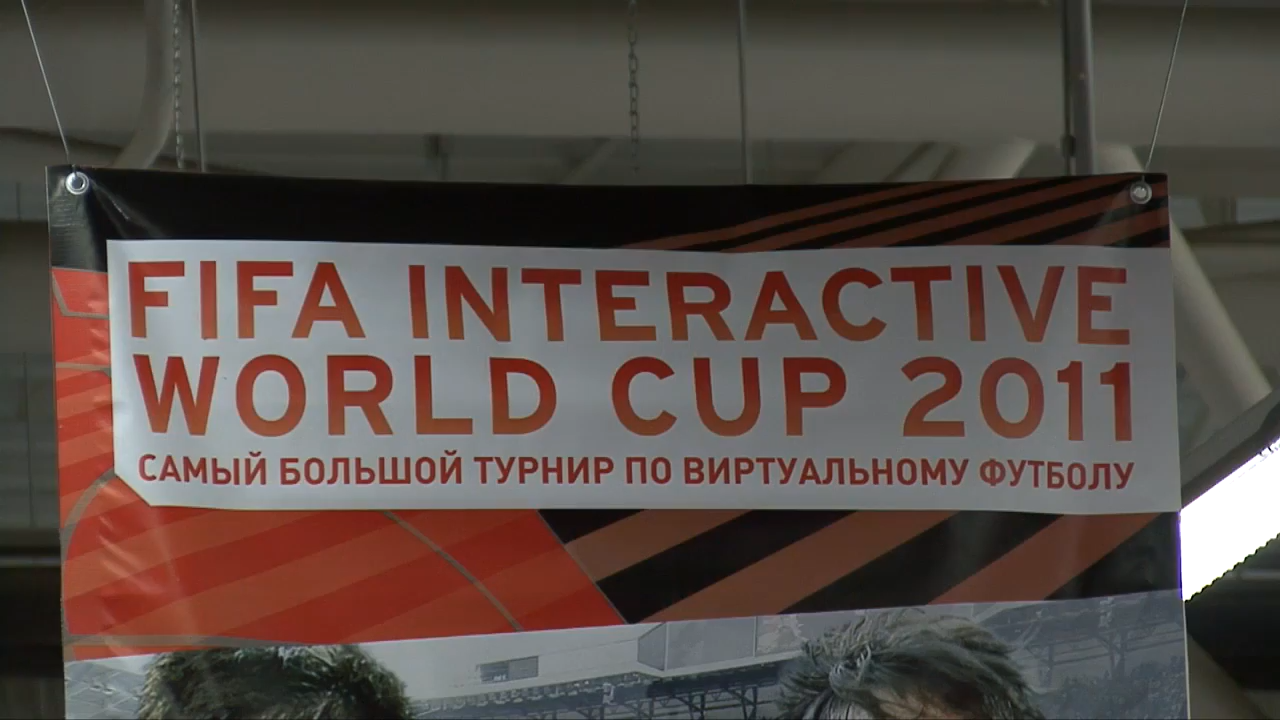 FIFA INTERACTIVE
WORLD CUP 2011
САМЫЙ БОЛЬШОЙ ТУРНИР ПО ВИРТУАЛЬНОМУ ФУТБОЛУ